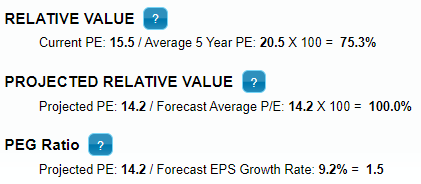 RELATIVE VALUE ?
Current PE: 15.5 / Average 5 Year PE: 20.5 X 100 = 75.3%
PROJECTED RELATIVE VALUE ?
Projected PE: 14.2 / Forecast Average P/E: 14.2 X 100 = 100.0%
PEG Ratio ?
Projected PE: 14.2 / Forecast EPS Growth Rate: 9.2% = 1.5